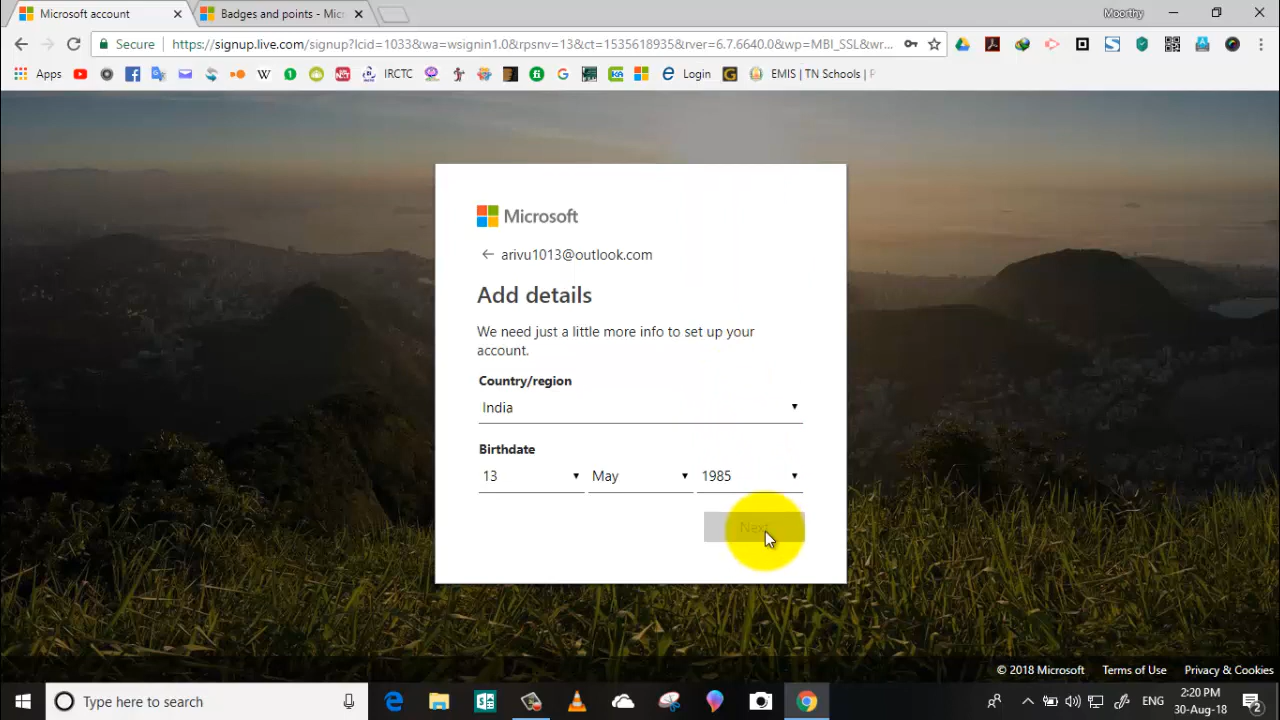 Microsoft account
Badges and points - Mic
Moorthy
Secure
https://signup.live.com/signup?lcid=1033&wa=wsignin1.0&rpsnv=13&ct=1535618935&rver=6.7.6640.0&wp=MBI_SSL&wr...
Apps
IRCTC
Login
EMIS | TN Schools | P
Microsoft
← arivu1013@outlook.com
Add details
We need just a little more info to set up your
account.
Country/region
India
Birthdate
13 May 1985
Next
© 2018 Microsoft Terms of Use Privacy & Cookies
Type here to search
ENG
2:20 PM
30-Aug-18
2